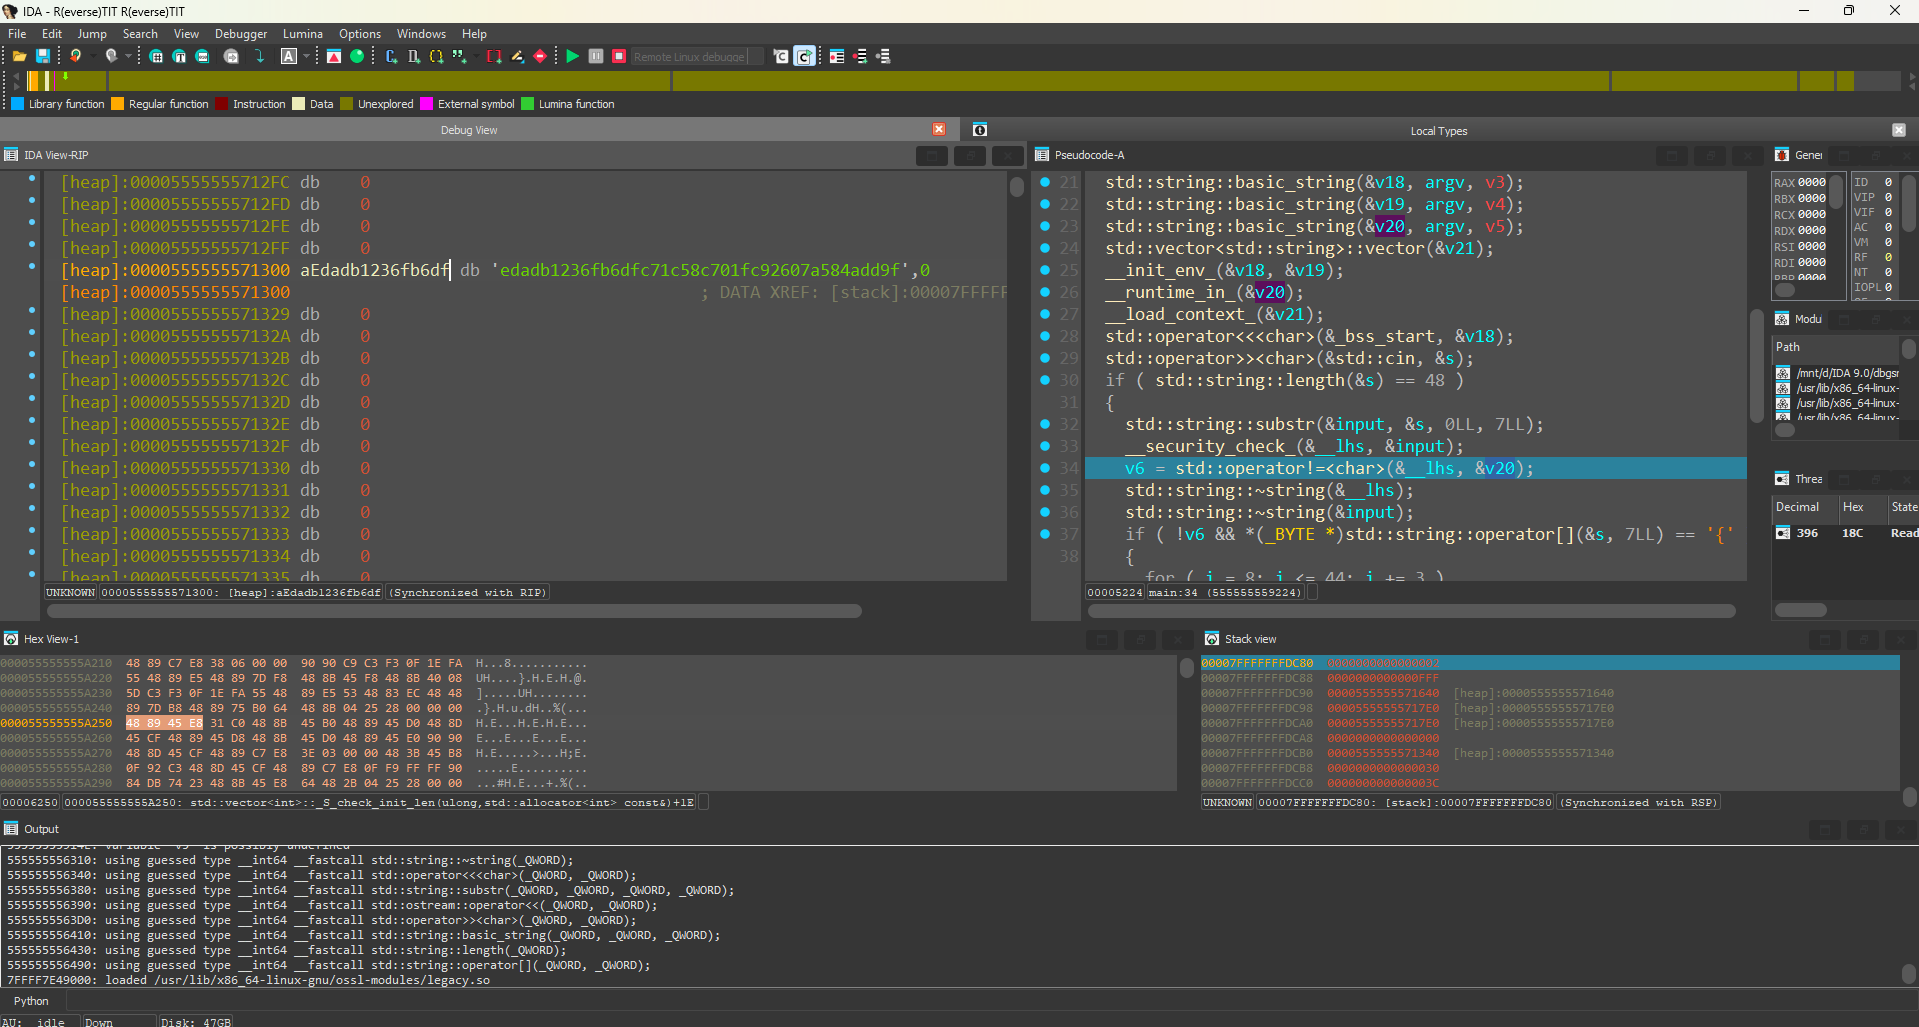 IDA - R(everse)TIT R(everse)TIT
File Edit Jump Search View Debugger Lumina Options Windows Help
Remote Linux debugge
Library function Regular function Instruction Data Unexplored External symbol Lumina function
Debug View
Local Types
IDA View-RIP
[heap]:00005555555712FC db 0
[heap]:00005555555712FD db 0
[heap]:00005555555712FE db 0
[heap]:00005555555712FF db 0
[heap]:0000555555571300 aEdadb1236fb6df db 'edadb1236fb6dfc71c58c701fc92607a584add9f',0
[heap]:0000555555571300 ; DATA XREF: [stack]:00007FFFFF
[heap]:0000555555571329 db 0
[heap]:000055555557132A db 0
[heap]:000055555557132B db 0
[heap]:000055555557132C db 0
[heap]:000055555557132D db 0
[heap]:000055555557132E db 0
[heap]:000055555557132F db 0
[heap]:0000555555571330 db 0
[heap]:0000555555571331 db 0
[heap]:0000555555571332 db 0
[heap]:0000555555571333 db 0
[heap]:0000555555571334 db 0
[heap]:0000555555571335 db 0
UNKNOWN 0000555555571300: [heap]:aEdadb1236fb6df (Synchronized with RIP)
Pseudocode-A
21 std::string::basic_string(&v18, argv, v3);
22 std::string::basic_string(&v19, argv, v4);
23 std::string::basic_string(&v20, argv, v5);
24 std::vector<std::string>::vector(&v21);
25 __init_env_(&v18, &v19);
26 __runtime_in_(&v20);
27 __load_context_(&v21);
28 std::operator<<<char>(&_bss_start, &v18);
29 std::operator>><char>(&std::cin, &s);
30 if ( std::string::length(&s) == 48 )
31 {
32 std::string::substr(&input, &s, 0LL, 7LL);
33 __security_check_(&__lhs, &input);
34 v6 = std::operator!=<char>(&__lhs, &v20);
35 std::string::~string(&__lhs);
36 std::string::~string(&input);
37 if ( !v6 && *(_BYTE *)std::string::operator[](&s, 7LL) == '{'
38 {
for ( i = 8; i <= 44; i += 3 )
00005224 main:34 (555555559224)
Gener
RAX 0000
RBX 0000
RCX 0000
RDX 0000
RSI 0000
RDI 0000
RBP 0000
ID 0
VIP 0
VIF 0
AC 0
VM 0
RF 0
NT 0
IOPL 0
Modu
Path
/mnt/d/IDA 9.0/dbgsr
/usr/lib/x86_64-linux-
/usr/lib/x86_64-linux-
/usr/lib/x86_64-linux-
Threa
Decimal Hex State
396 18C Read
Hex View-1
000055555555A210 48 89 C7 E8 38 06 00 00 90 90 C9 C3 F3 0F 1E FA H...8...........
000055555555A220 55 48 89 E5 48 89 7D F8 48 8B 45 F8 48 8B 40 08 UH....}.H.E.H.@.
000055555555A230 5D C3 F3 0F 1E FA 55 48 89 E5 53 48 83 EC 48 48 ].....UH........
000055555555A240 89 7D B8 48 89 75 B0 64 48 8B 04 25 28 00 00 00 .}.H.u.dH..%(...
000055555555A250 48 89 45 E8 31 C0 48 8B 45 B0 48 89 45 D0 48 8D H.E...H.E.H.E...
000055555555A260 45 CF 48 89 45 D8 48 8B 45 D0 48 89 45 E0 90 90 E...E...E...E...
000055555555A270 48 8D 45 CF 48 89 C7 E8 3E 03 00 00 48 3B 45 B8 H.E.....>...H;E.
000055555555A280 0F 92 C3 48 8D 45 CF 48 89 C7 E8 0F F9 FF FF 90 .....E..........
000055555555A290 84 DB 74 23 48 8B 45 E8 64 48 2B 04 25 28 00 00 ...#H.E...+.%(..
00006250 000055555555A250: std::vector<int>::_S_check_init_len(ulong,std::allocator<int> const&)+1E
Stack view
00007FFFFFFFDC80 0000000000000002
00007FFFFFFFDC88 0000000000000FFF
00007FFFFFFFDC90 0000555555571640 [heap]:0000555555571640
00007FFFFFFFDC98 00005555555717E0 [heap]:00005555555717E0
00007FFFFFFFDCA0 00005555555717E0 [heap]:00005555555717E0
00007FFFFFFFDCA8 0000000000000000
00007FFFFFFFDCB0 0000555555571340 [heap]:0000555555571340
00007FFFFFFFDCB8 0000000000000030
00007FFFFFFFDCC0 000000000000003C
UNKNOWN 00007FFFFFFFDC80: [stack]:00007FFFFFFFDC80 (Synchronized with RSP)
Output
555555556310: using guessed type __int64 __fastcall std::string::~string(_QWORD);
555555556340: using guessed type __int64 __fastcall std::operator<<<char>(_QWORD, _QWORD);
555555556380: using guessed type __int64 __fastcall std::string::substr(_QWORD, _QWORD, _QWORD, _QWORD);
555555556390: using guessed type __int64 __fastcall std::ostream::operator<<(_QWORD, _QWORD);
5555555563D0: using guessed type __int64 __fastcall std::operator>><char>(_QWORD, _QWORD);
555555556410: using guessed type __int64 __fastcall std::string::basic_string(_QWORD, _QWORD, _QWORD);
555555556430: using guessed type __int64 __fastcall std::string::length(_QWORD);
555555556490: using guessed type __int64 __fastcall std::string::operator[](_QWORD, _QWORD);
7FFFF7E49000: loaded /usr/lib/x86_64-linux-gnu/ossl-modules/legacy.so
Python
AU: idle Down Disk: 47GB